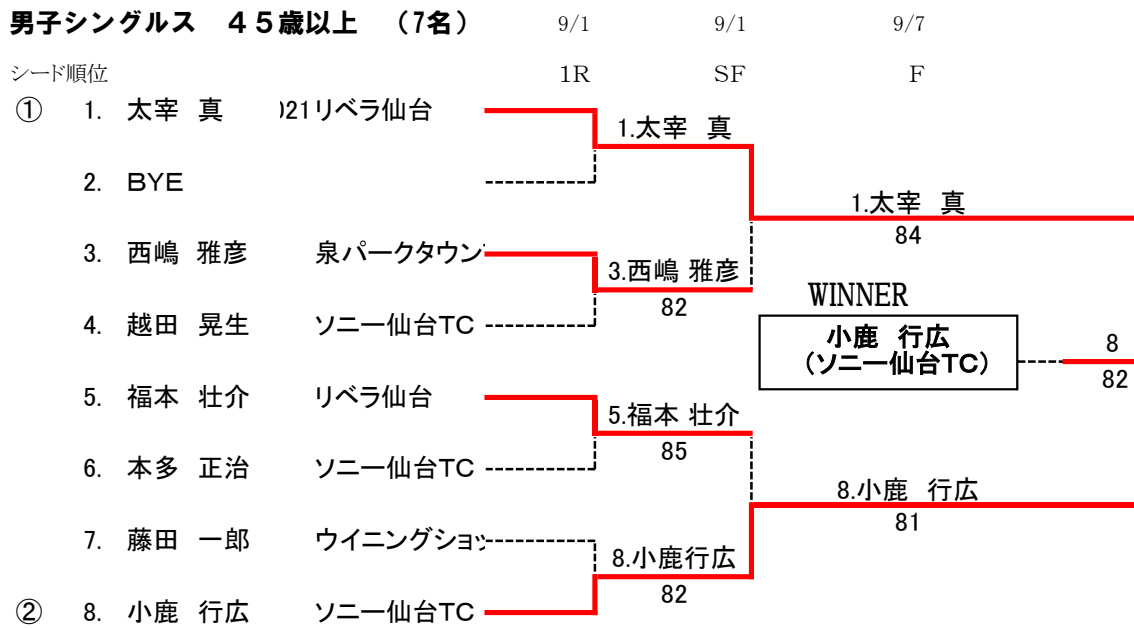 男子シングルス　４５歳以上　（7名） 9/1 9/1 9/7
シード順位 1R SF F
① 1. 太宰 真 021リベラ仙台
1.太宰 真
2. BYE
1.太宰 真
84
3. 西嶋 雅彦 泉パークタウン
3.西嶋 雅彦
82
WINNER
4. 越田 晃生 ソニー仙台TC
小鹿 行広
（ソニー仙台TC）
8
82
5. 福本 壮介 リベラ仙台
5.福本 壮介
85
6. 本多 正治 ソニー仙台TC
8.小鹿 行広
81
7. 藤田 一郎 ウイニングショッ
8.小鹿行広
82
② 8. 小鹿 行広 ソニー仙台TC